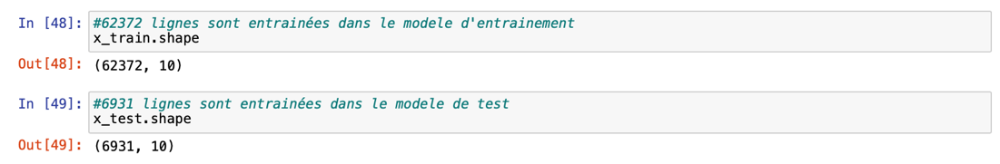 In [48]: #62372 lignes sont entrainées dans le modele d'entrainement
x_train.shape
Out[48]: (62372, 10)
In [49]: #6931 lignes sont entrainées dans le modele de test
x_test.shape
Out[49]: (6931, 10)